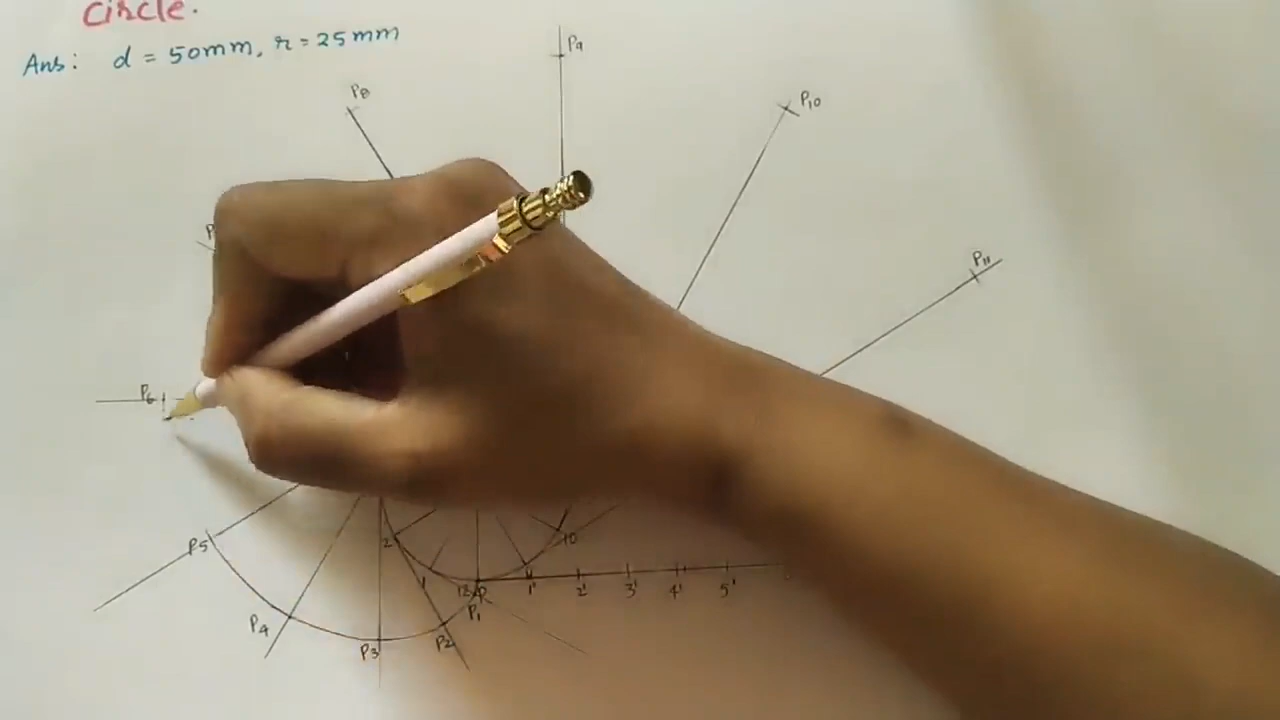 circle.
Ans: d = 50mm, r = 25mm
P9
P8
P10
P11
P6
P5
2
10
1
12
P
1'
2'
3'
4'
5'
P1
P4
P2
P3